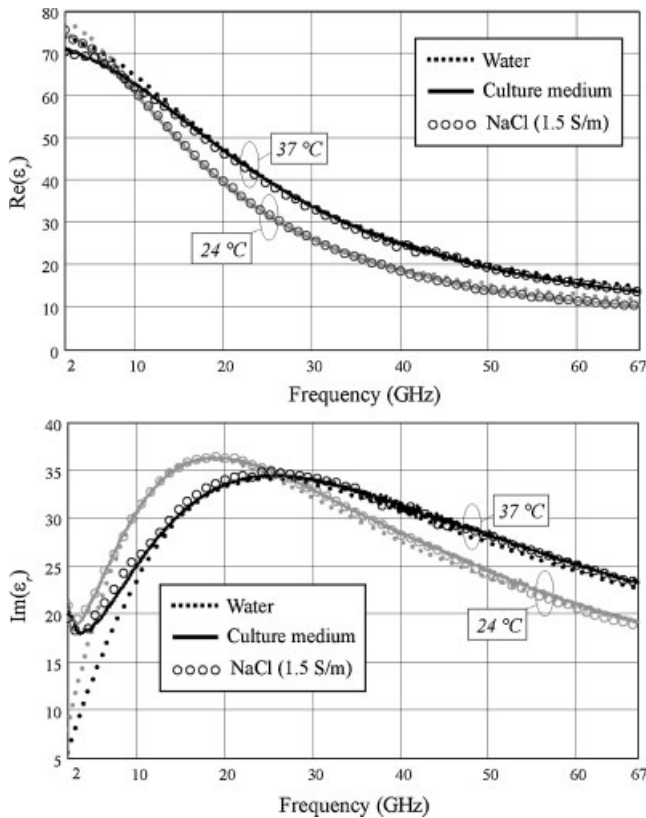 80
70
60
50
40
30
20
10
0
Re(εr)
Water
Culture medium
NaCl (1.5 S/m)
37 °C
24 °C
2
10
20
30
40
50
60
67
Frequency (GHz)
40
35
30
25
20
15
10
5
Im(εr)
37 °C
24 °C
Water
Culture medium
NaCl (1.5 S/m)
2
10
20
30
40
50
60
67
Frequency (GHz)